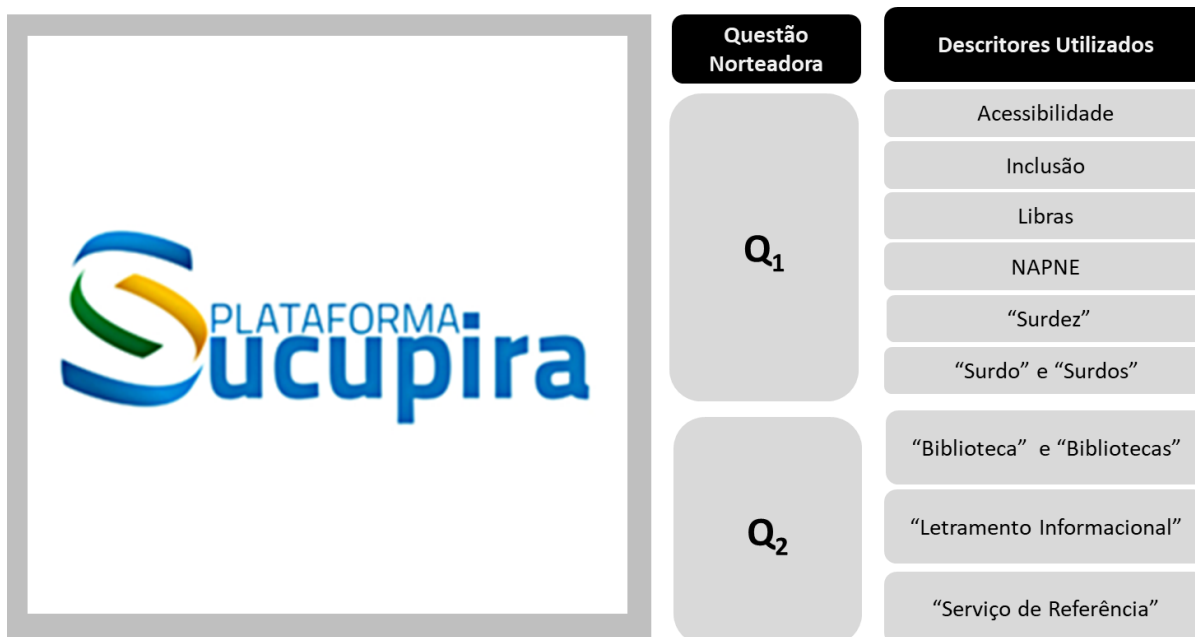 PLATAFORMA
Sucupira
Questão
Norteadora
Descritores Utilizados
Q₁
Acessibilidade
Inclusão
Libras
NAPNE
“Surdez”
“Surdo” e “Surdos”
Q₂
“Biblioteca” e “Bibliotecas”
“Letramento Informacional”
“Serviço de Referência”